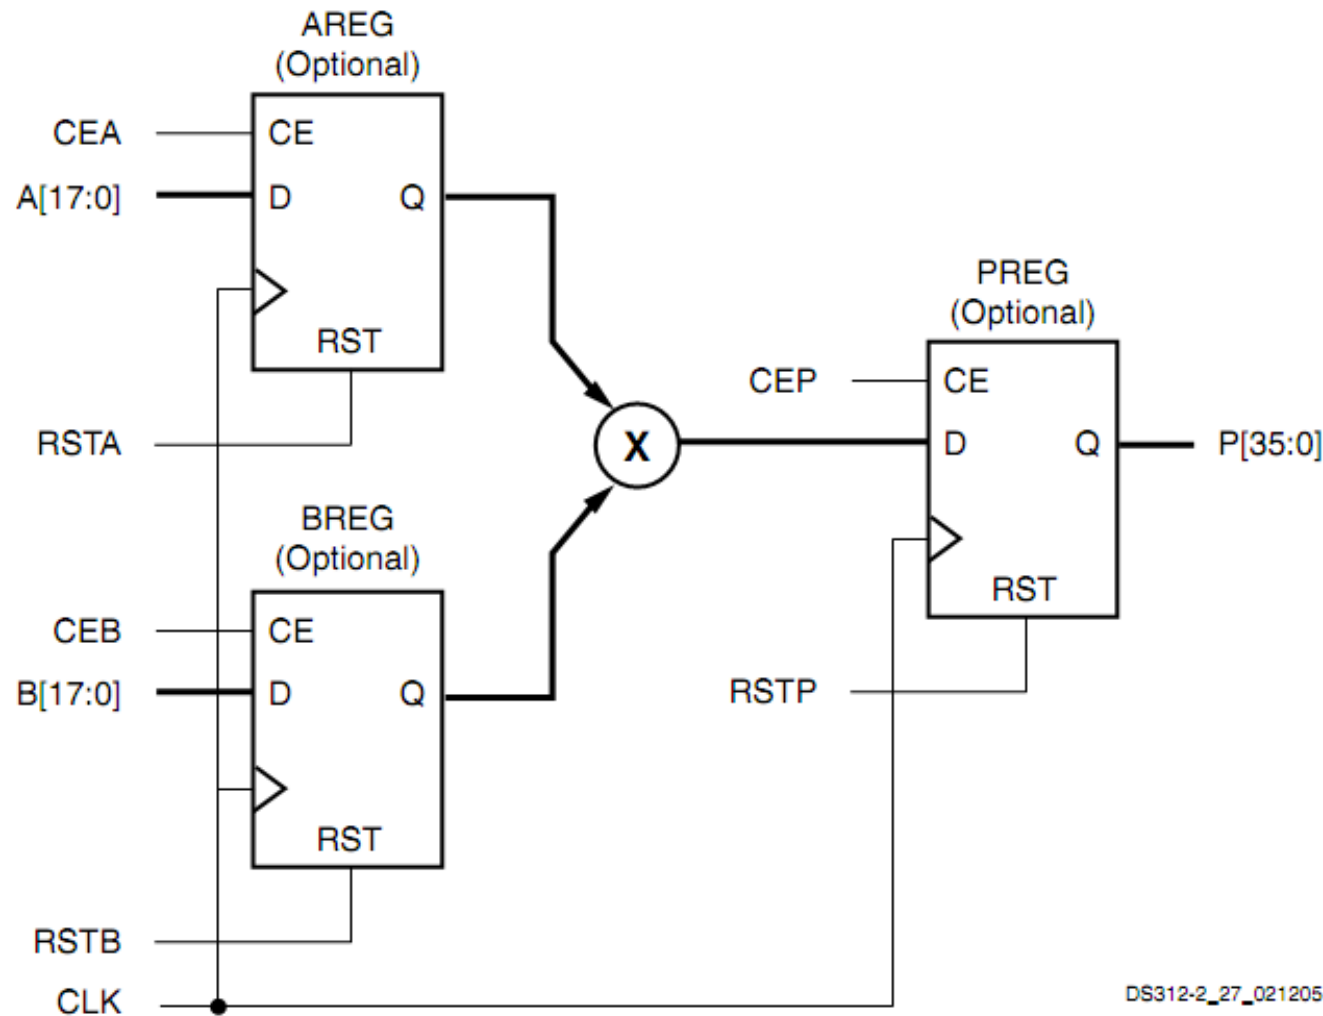 AREG
(Optional)
CEA
CE
A[17:0]
D
Q
RST
RSTA
BREG
(Optional)
CEB
CE
B[17:0]
D
Q
RST
RSTB
CLK
X
PREG
(Optional)
CEP
CE
D
Q
P[35:0]
RST
RSTP
DS312-2_27_021205